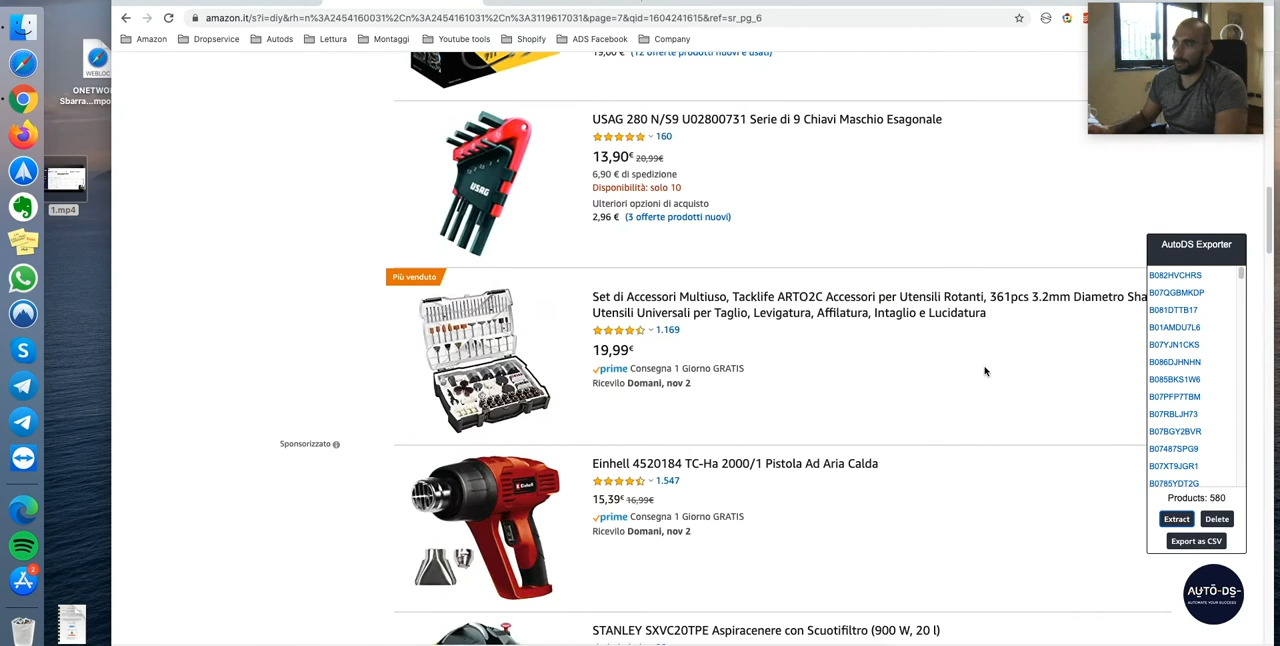 amazon.it/s?i=diy&rh=n%3A2454160031%2Cn%3A2454161031%2Cn%3A3119617031&page=7&qid=1604241615&ref=sr_pg_6
Amazon
Dropservice
Autods
Lettura
Montaggi
Youtube tools
Shopify
ADS Facebook
Company
WEBLOC
ONETWO
Sbarra...mpo
1.mp4
19,00 € (12 offerte prodotti nuovi e usati)
USAG 280 N/S9 U02800731 Serie di 9 Chiavi Maschio Esagonale
160
13,90€ 20,99€
6,90 € di spedizione
Disponibilità: solo 10
Ulteriori opzioni di acquisto
2,96 € (3 offerte prodotti nuovi)
USAG
Più venduto
Set di Accessori Multiuso, Tacklife ARTO2C Accessori per Utensili Rotanti, 361pcs 3.2mm Diametro Sha
Utensili Universali per Taglio, Levigatura, Affilatura, Intaglio e Lucidatura
1.169
19,99€
prime Consegna 1 Giorno GRATIS
Ricevilo Domani, nov 2
Sponsorizzato
Einhell 4520184 TC-Ha 2000/1 Pistola Ad Aria Calda
1.547
15,39€ 16,99€
prime Consegna 1 Giorno GRATIS
Ricevilo Domani, nov 2
Einhell
STANLEY SXVC20TPE Aspiracenere con Scuotifiltro (900 W, 20 l)
AutoDS Exporter
B082HVCHRS
B07QGBMKDP
B081DTTB17
B01AMDU7L6
B07YJN1CKS
B086DJHNHN
B085BKS1W6
B07PFP7TBM
B07RBLJH73
B07BGY2BVR
B07487SPG9
B07XT9JGR1
B0785YDT2G
Products: 580
Extract
Delete
Export as CSV
AUTO-DS-
AUTOMATE YOUR SUCCESS
2